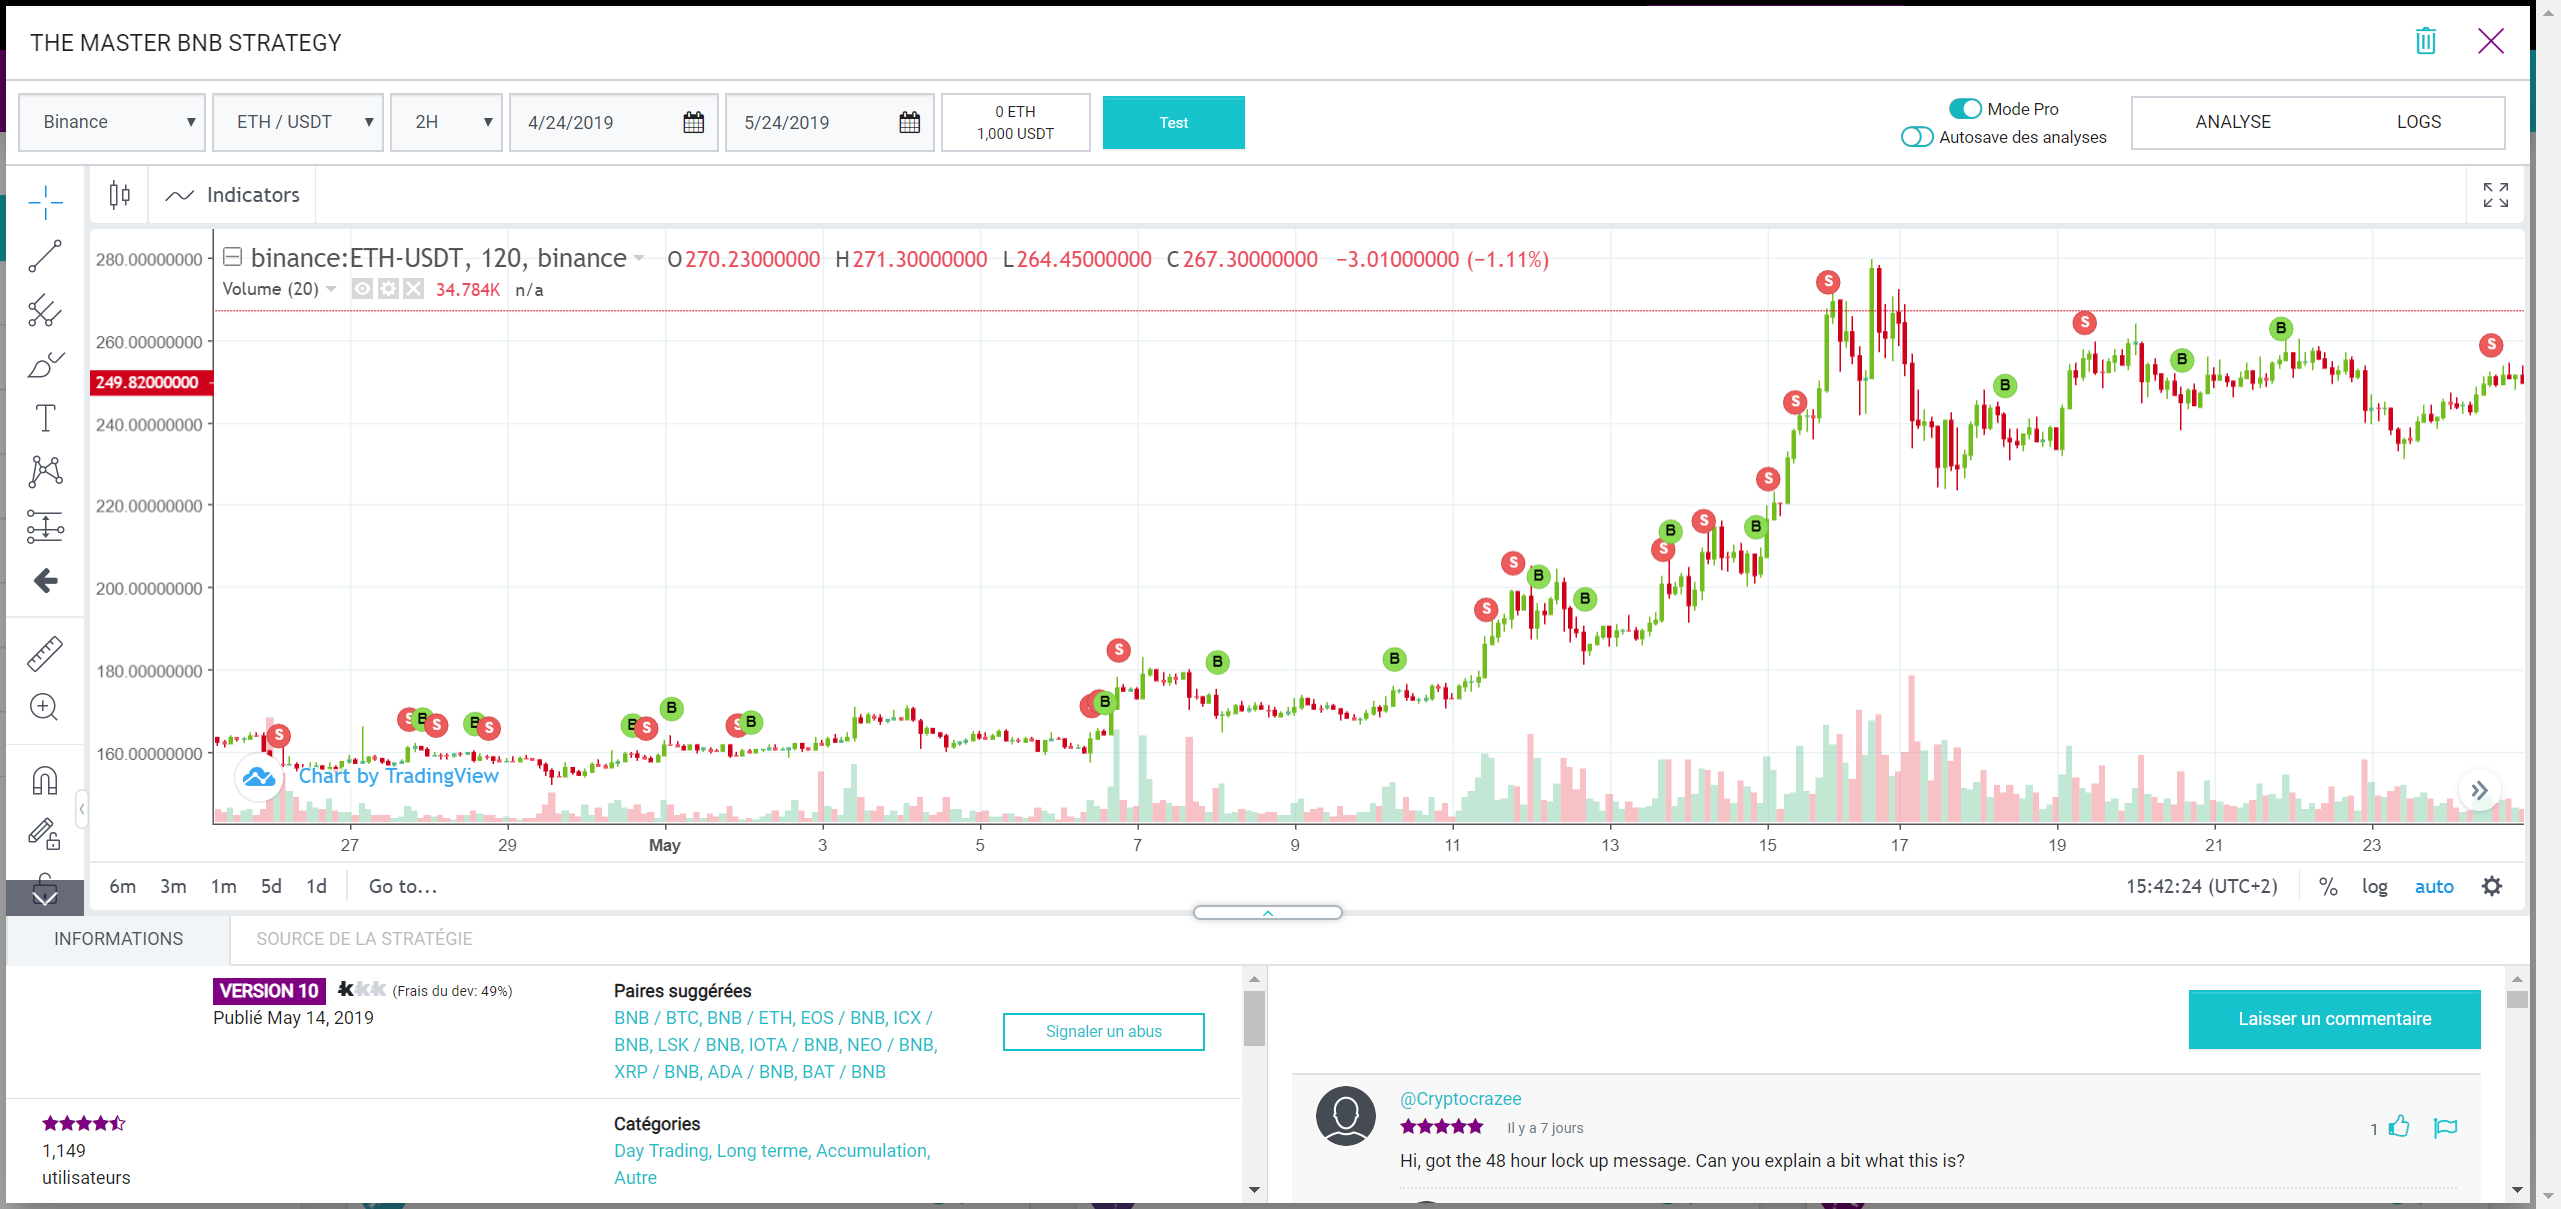 THE MASTER BNB STRATEGY
Binance ▼ ETH / USDT ▼ 2H ▼ 4/24/2019 5/24/2019
0 ETH
1,000 USDT
Test
Mode Pro
Autosave des analyses
ANALYSE LOGS
Indicators
binance:ETH-USDT, 120, binance O270.23000000 H271.30000000 L264.45000000 C267.30000000 −3.01000000 (−1.11%)
Volume (20) 34.784K n/a
280.00000000
260.00000000
249.82000000
240.00000000
220.00000000
200.00000000
180.00000000
160.00000000
S S B S B S B S B S B B S B B S S B B S B S B S S S B S B B S
Chart by TradingView
27 29 May 3 5 7 9 11 13 15 17 19 21 23
6m 3m 1m 5d 1d Go to... 15:42:24 (UTC+2) % log auto
INFORMATIONS SOURCE DE LA STRATÉGIE
VERSION 10 (Frais du dev: 49%)
Publié May 14, 2019
Paires suggérées
BNB / BTC, BNB / ETH, EOS / BNB, ICX /
BNB, LSK / BNB, IOTA / BNB, NEO / BNB,
XRP / BNB, ADA / BNB, BAT / BNB
Signaler un abus
1,149
utilisateurs
Catégories
Day Trading, Long terme, Accumulation,
Autre
Laisser un commentaire
@Cryptocrazee
Il y a 7 jours
1
Hi, got the 48 hour lock up message. Can you explain a bit what this is?